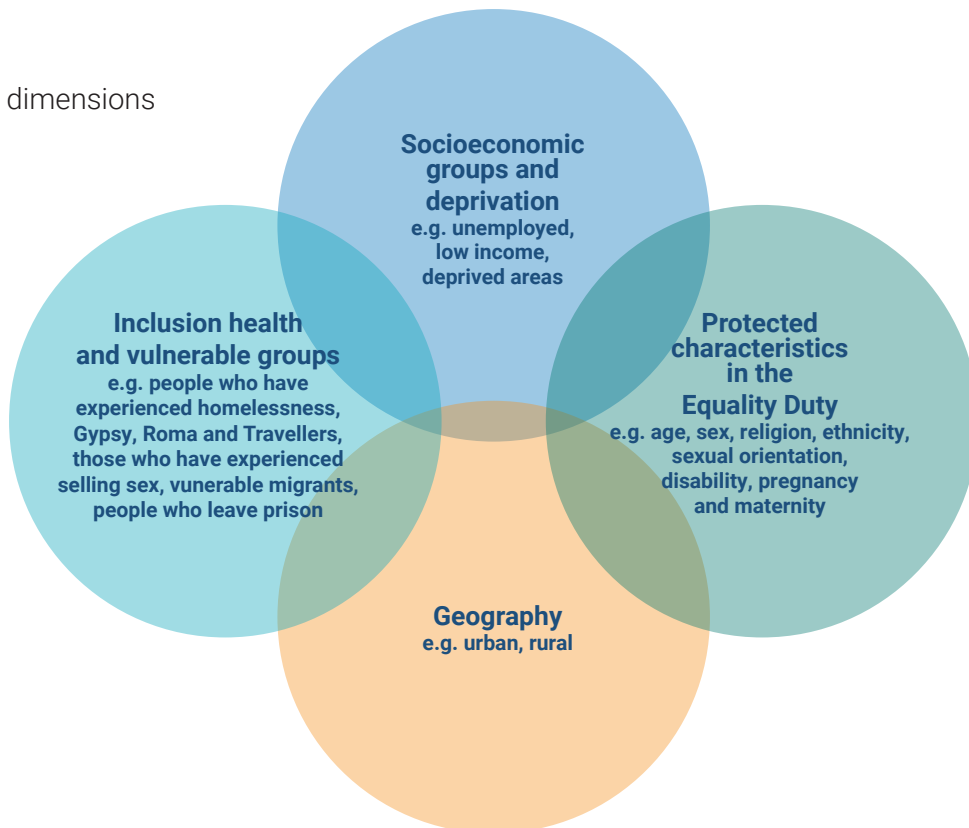 dimensions
Socioeconomic
groups and
deprivation
e.g. unemployed,
low income,
deprived areas
Inclusion health
and vulnerable groups
e.g. people who have
experienced homelessness,
Gypsy, Roma and Travellers,
those who have experienced
selling sex, vunerable migrants,
people who leave prison
Protected
characteristics
in the
Equality Duty
e.g. age, sex, religion, ethnicity,
sexual orientation,
disability, pregnancy
and maternity
Geography
e.g. urban, rural